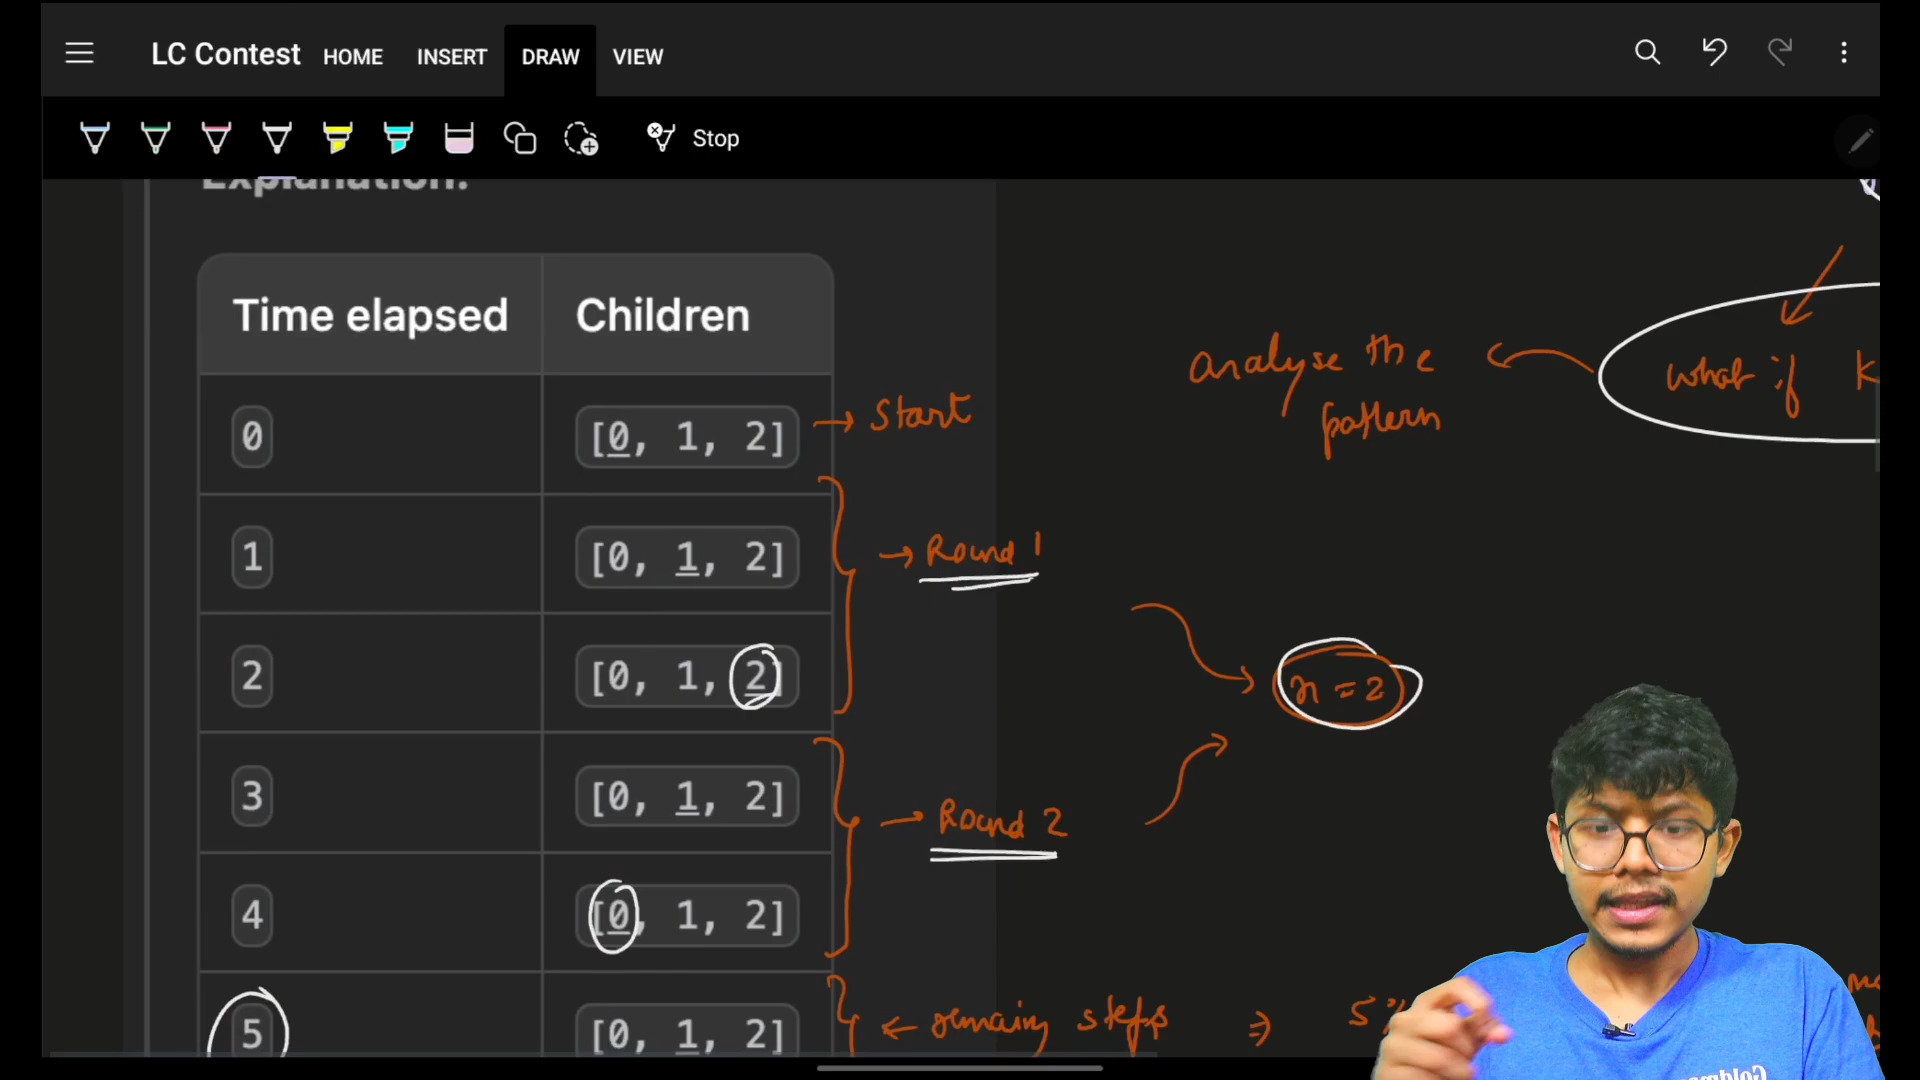 LC Contest HOME INSERT DRAW VIEW
Stop
Explanation:
Time elapsed Children
0 [0, 1, 2] → Start
1 [0, 1, 2]
→ Round 1
2 [0, 1, 2]
3 [0, 1, 2]
→ Round 2
4 [0, 1, 2]
5 [0, 1, 2]
← remaining steps ⇒ 5 %
analyse the
pattern
what if K
n = 2